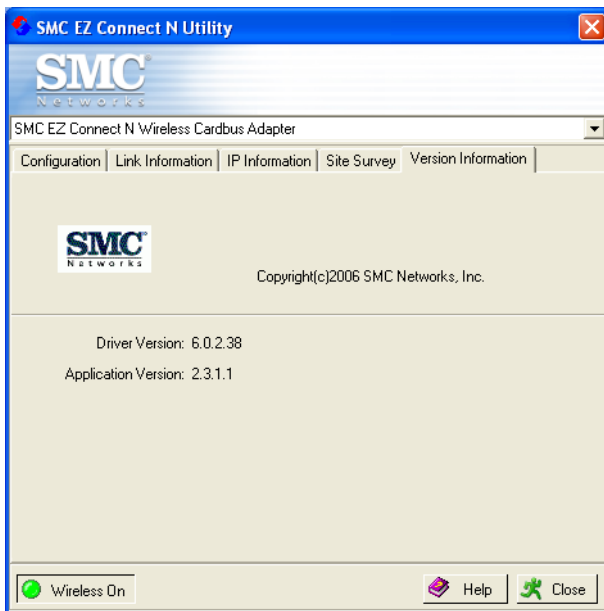 SMC EZ Connect N Utility
SMC®
Networks
SMC EZ Connect N Wireless Cardbus Adapter
Configuration Link Information IP Information Site Survey Version Information
SMC®
Networks
Copyright(c)2006 SMC Networks, Inc.
Driver Version: 6.0.2.38
Application Version: 2.3.1.1
Wireless On Help Close